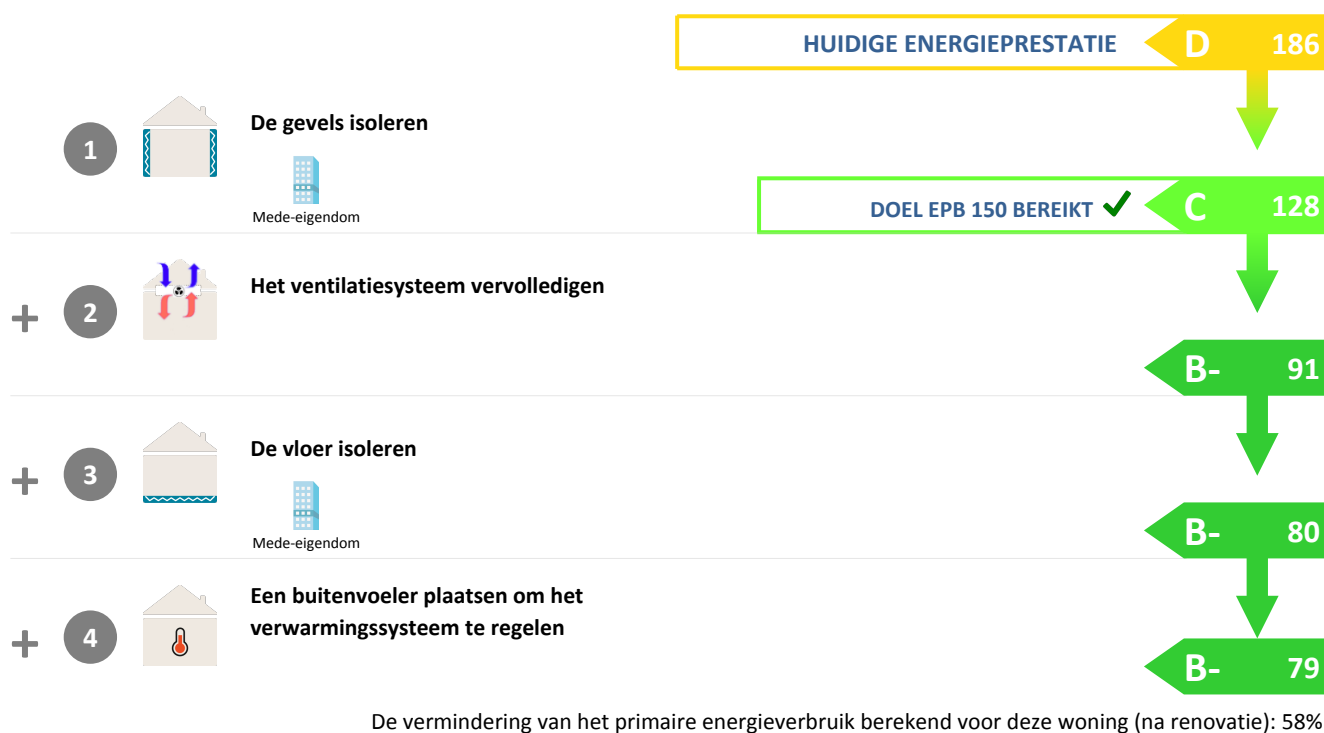 HUIDIGE ENERGIEPRESTATIE D 186
1 De gevels isoleren
Mede-eigendom
DOEL EPB 150 BEREIKT ✓ C 128
+ 2 Het ventilatiesysteem vervolledigen
B- 91
+ 3 De vloer isoleren
Mede-eigendom
B- 80
+ 4 Een buitenvoeler plaatsen om het
verwarmingssysteem te regelen
B- 79
De vermindering van het primaire energieverbruik berekend voor deze woning (na renovatie): 58%